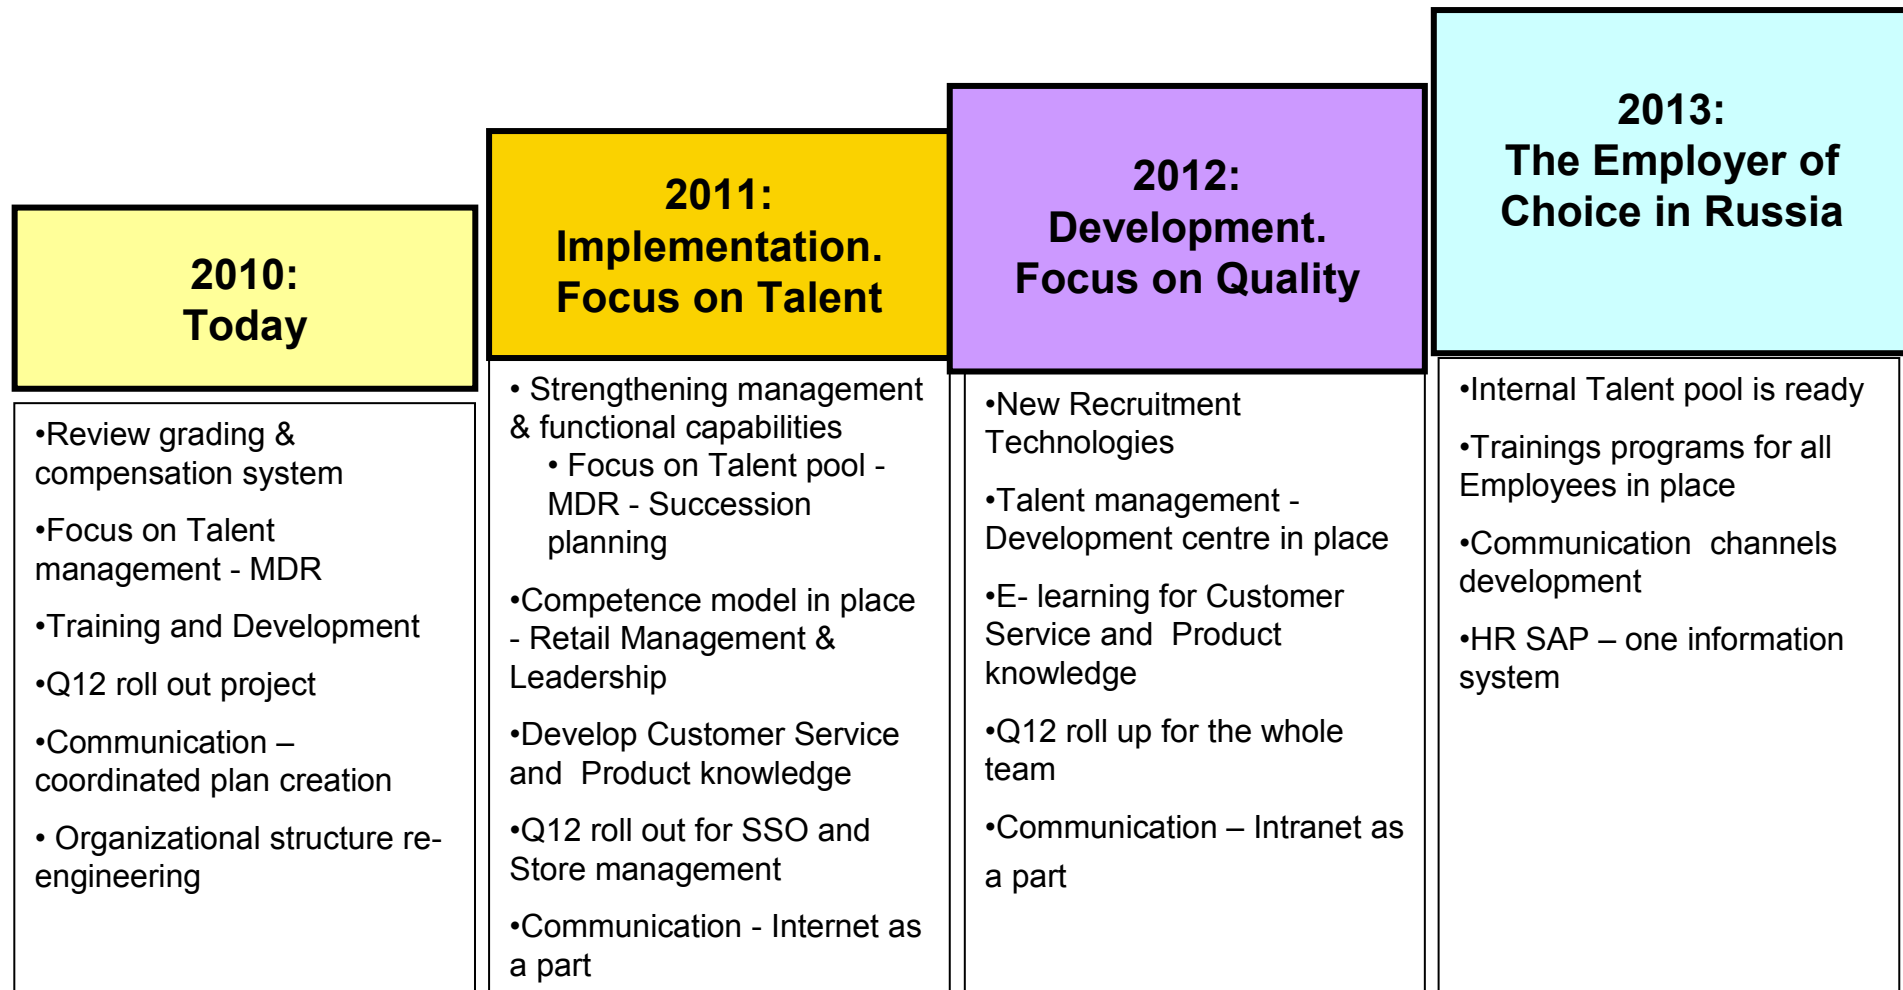 2010:
Today
•Review grading &
compensation system
•Focus on Talent
management - MDR
•Training and Development
•Q12 roll out project
•Communication –
coordinated plan creation
• Organizational structure re-
engineering
2011:
Implementation.
Focus on Talent
• Strengthening management
& functional capabilities
• Focus on Talent pool -
MDR - Succession
planning
•Competence model in place
- Retail Management &
Leadership
•Develop Customer Service
and  Product knowledge
•Q12 roll out for SSO and
Store management
•Communication - Internet as
a part
2012:
Development.
Focus on Quality
•New Recruitment
Technologies
•Talent management -
Development centre in place
•E- learning for Customer
Service and  Product
knowledge
•Q12 roll up for the whole
team
•Communication – Intranet as
a part
2013:
The Employer of
Choice in Russia
•Internal Talent pool is ready
•Trainings programs for all
Employees in place
•Communication  channels
development
•HR SAP – one information
system